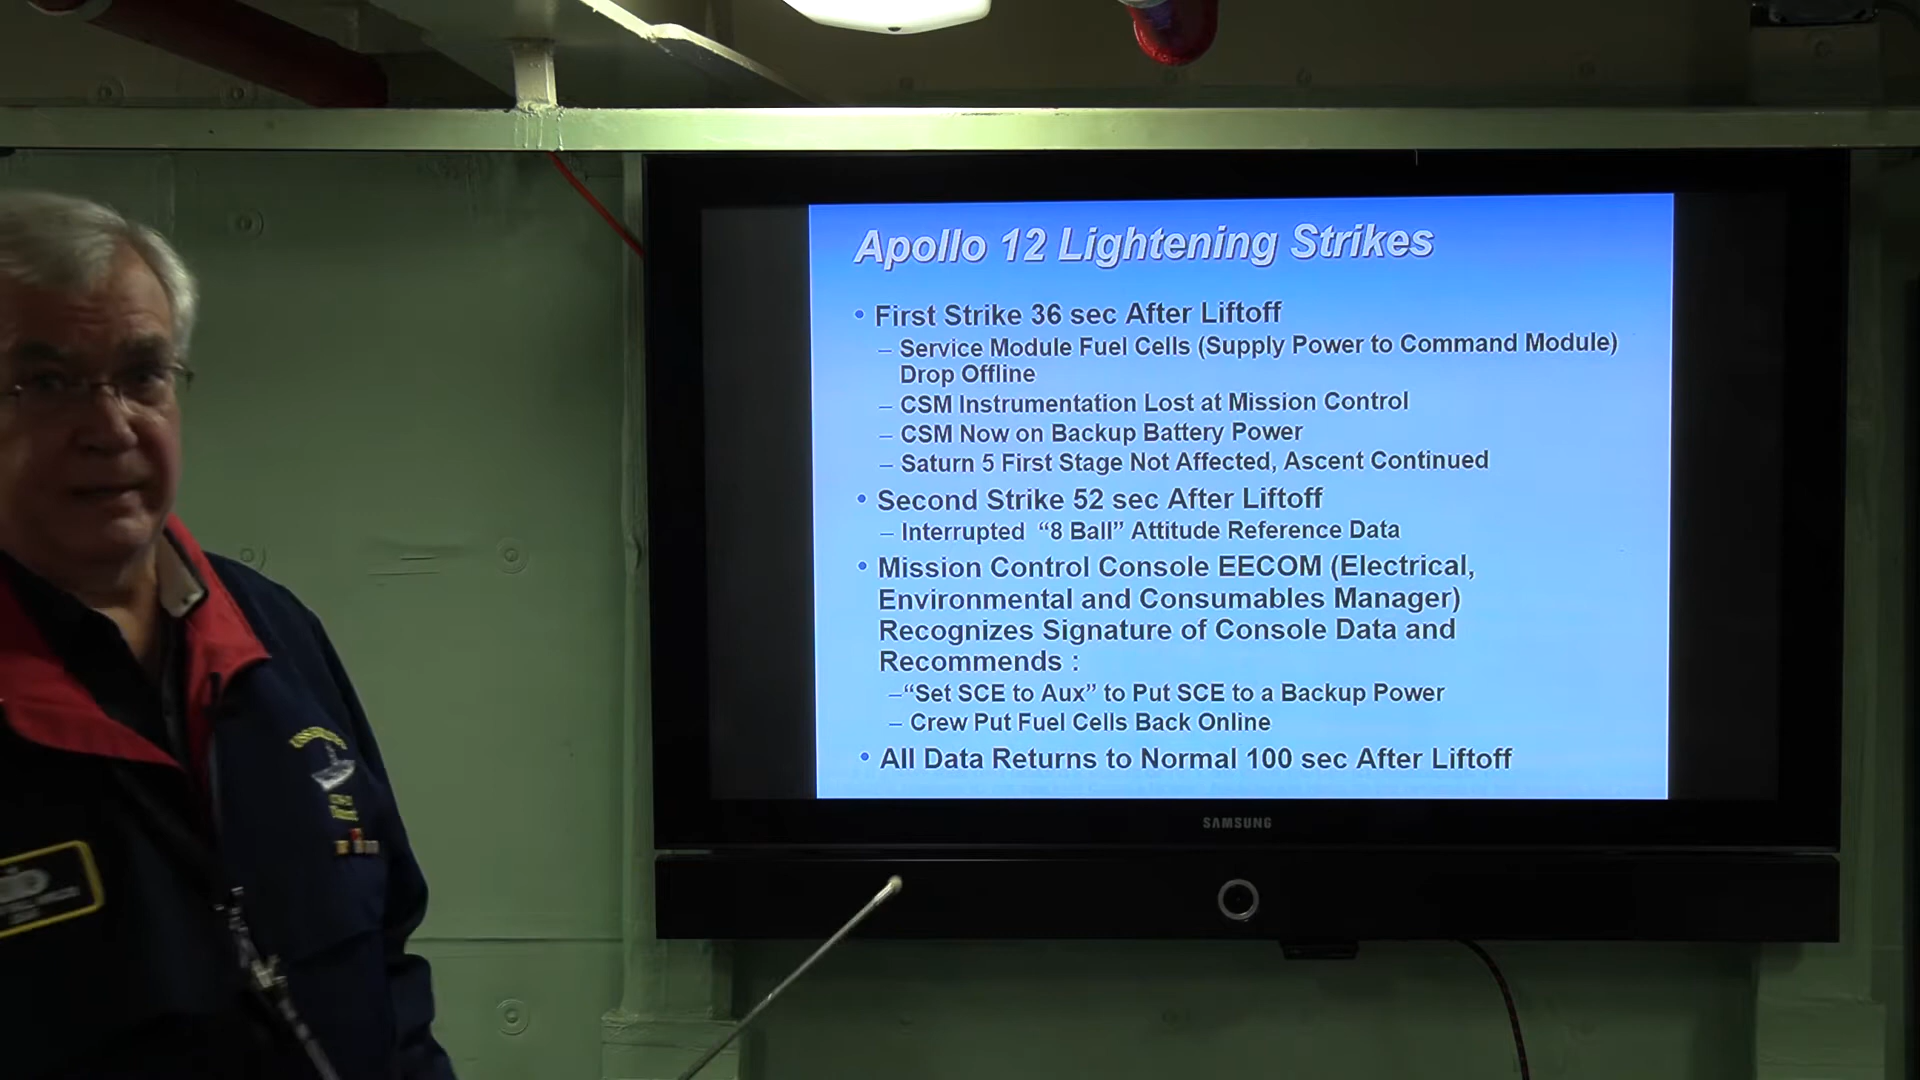 Apollo 12 Lightening Strikes
• First Strike 36 sec After Liftoff
– Service Module Fuel Cells (Supply Power to Command Module)
Drop Offline
– CSM Instrumentation Lost at Mission Control
– CSM Now on Backup Battery Power
– Saturn 5 First Stage Not Affected, Ascent Continued
• Second Strike 52 sec After Liftoff
– Interrupted “8 Ball” Attitude Reference Data
• Mission Control Console EECOM (Electrical,
Environmental and Consumables Manager)
Recognizes Signature of Console Data and
Recommends :
–“Set SCE to Aux” to Put SCE to a Backup Power
– Crew Put Fuel Cells Back Online
• All Data Returns to Normal 100 sec After Liftoff
SAMSUNG